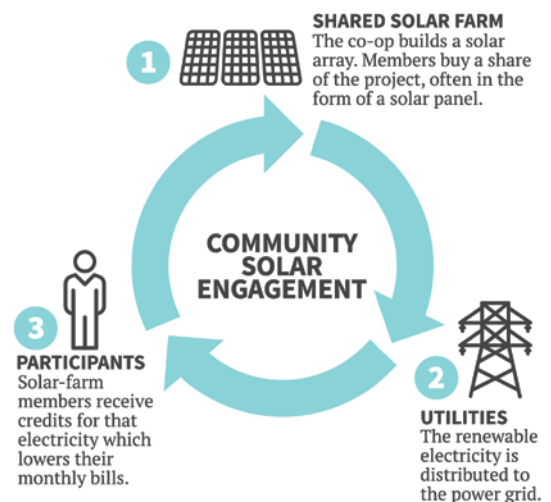 1
SHARED SOLAR FARM
The co-op builds a solar
array. Members buy a share
of the project, often in the
form of a solar panel.
COMMUNITY
SOLAR
ENGAGEMENT
2
UTILITIES
The renewable
electricity is
distributed to
the power grid.
3
PARTICIPANTS
Solar-farm
members receive
credits for that
electricity which
lowers their
monthly bills.